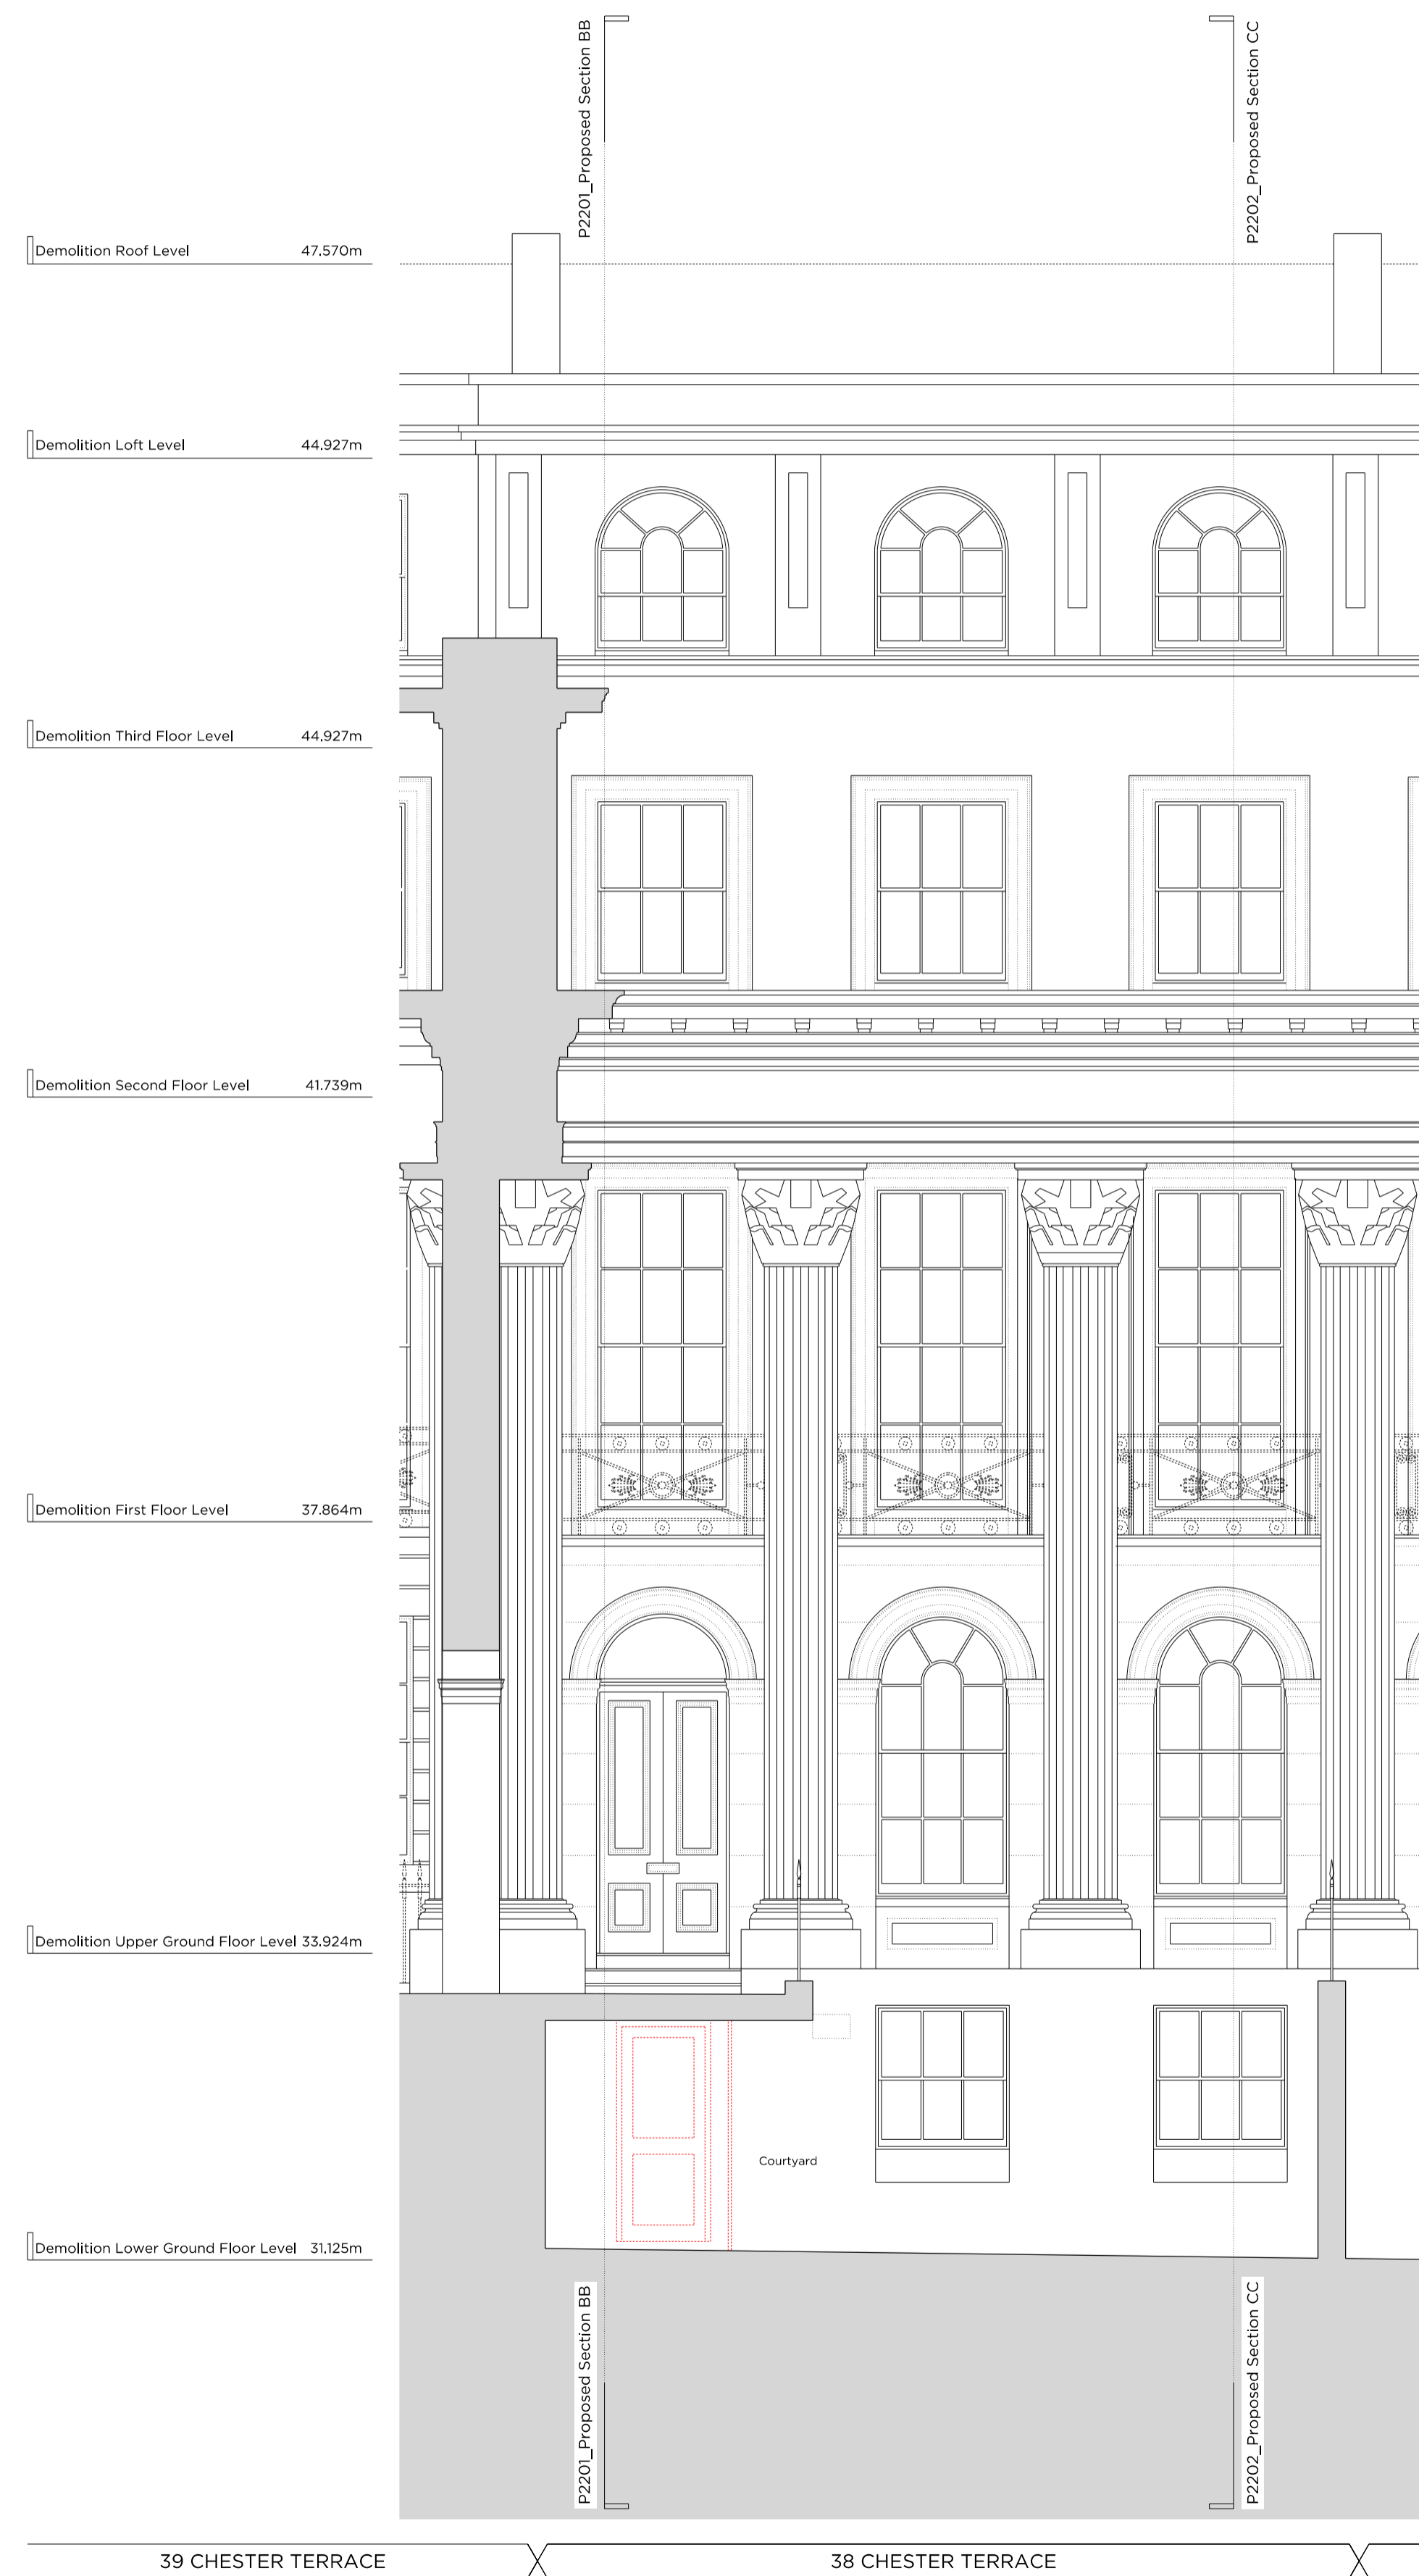 P2201_Proposed Section BB
P2202_Proposed Section CC
Demolition Roof Level 47.570m
Demolition Loft Level 44.927m
Demolition Third Floor Level 44.927m
Demolition Second Floor Level 41.739m
Demolition First Floor Level 37.864m
Demolition Upper Ground Floor Level 33.924m
Courtyard
Demolition Lower Ground Floor Level 31.125m
P2201_Proposed Section BB
P2202_Proposed Section CC
39 CHESTER TERRACE
38 CHESTER TERRACE